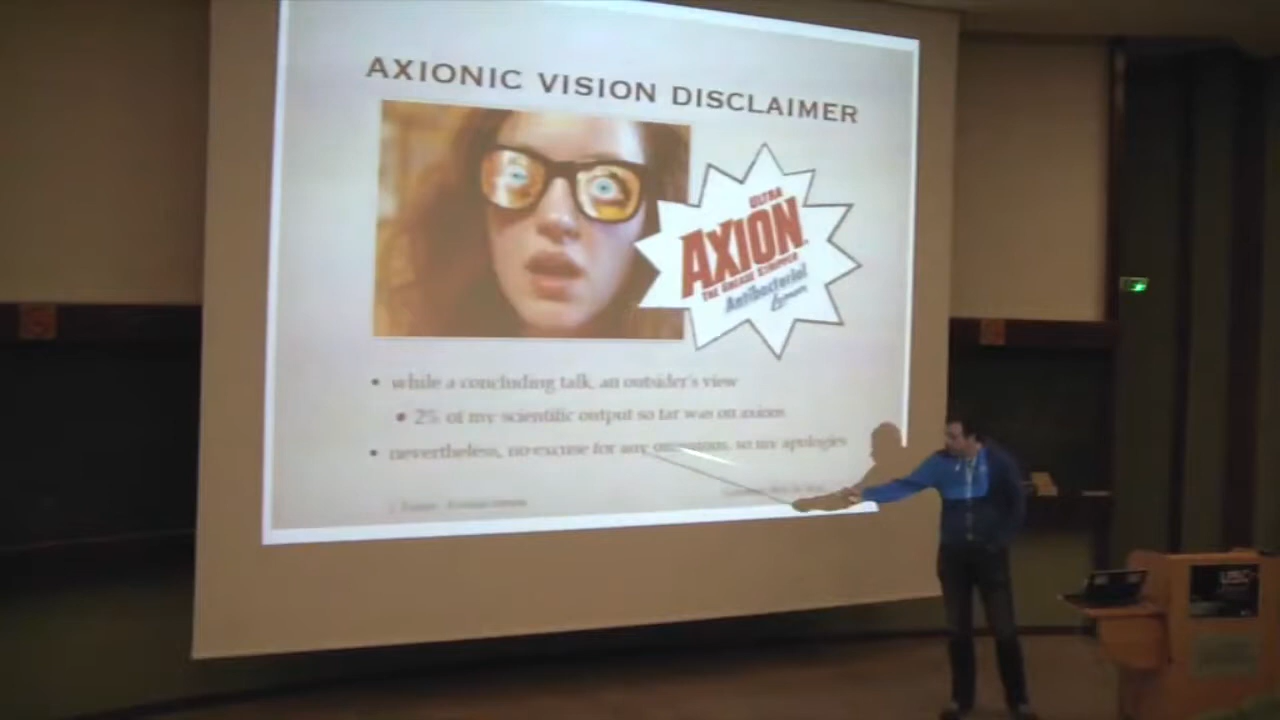 AXIONIC VISION DISCLAIMER
ULTRA
AXION
THE GREASE STRIPPER
Antibacterial
Lemon
• while a concluding talk, an outsider's view
• 2% of my scientific output so far was on axions
• nevertheless, no excuse for any omissions, so my apologies